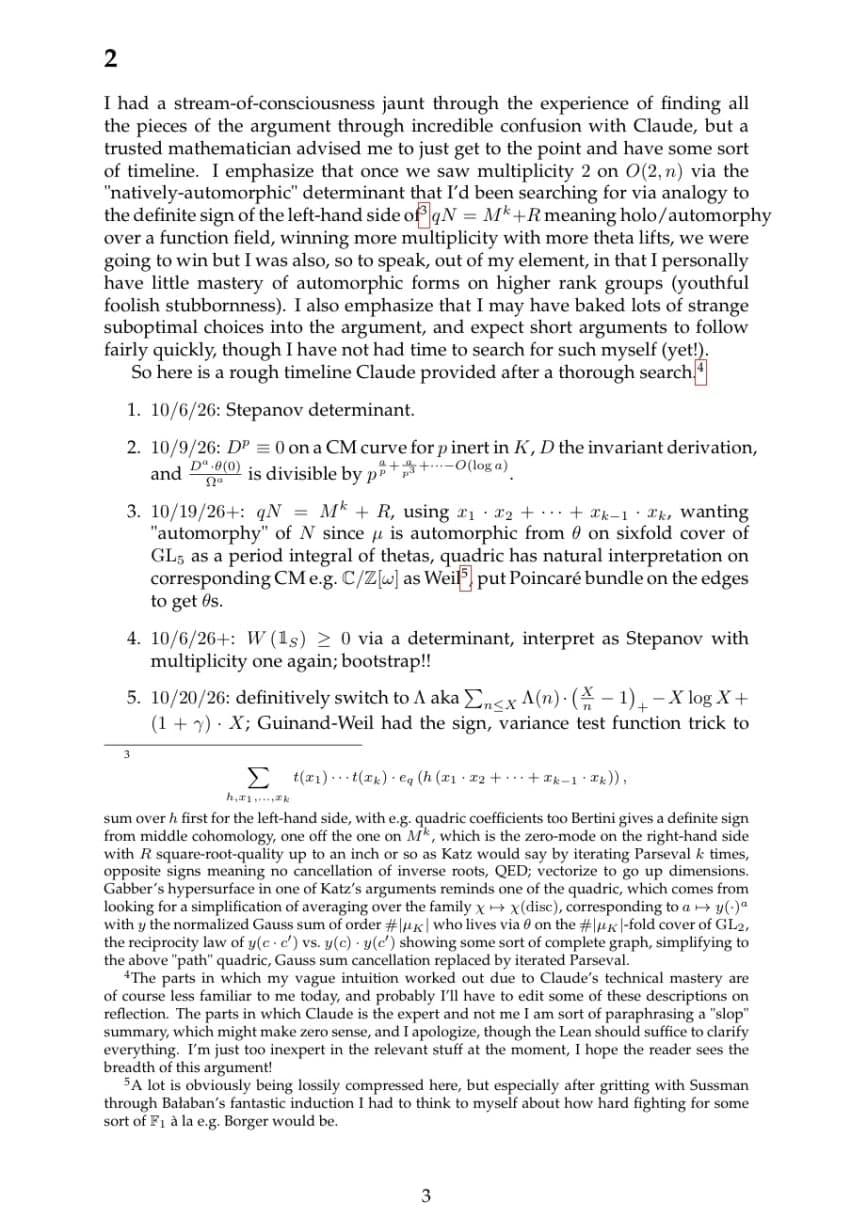 2
I had a stream-of-consciousness jaunt through the experience of finding all
the pieces of the argument through incredible confusion with Claude, but a
trusted mathematician advised me to just get to the point and have some sort
of timeline. I emphasize that once we saw multiplicity 2 on O(2, n) via the
"natively-automorphic" determinant that I'd been searching for via analogy to
the definite sign of the left-hand side of³ qN = Mᵏ + R meaning holo/automorphy
over a function field, winning more multiplicity with more theta lifts, we were
going to win but I was also, so to speak, out of my element, in that I personally
have little mastery of automorphic forms on higher rank groups (youthful
foolish stubbornness). I also emphasize that I may have baked lots of strange
suboptimal choices into the argument, and expect short arguments to follow
fairly quickly, though I have not had time to search for such myself (yet!).
So here is a rough timeline Claude provided after a thorough search.⁴
1. 10/6/26: Stepanov determinant.
2. 10/9/26: Dᵖ ≡ 0 on a CM curve for p inert in K, D the invariant derivation,
and \frac{D^a·θ(0)}{Ω^a} is divisible by p^{\frac{a}{p}+\frac{a}{p^3}+···−O(log a)}.
3. 10/19/26+: qN = Mᵏ + R, using x₁ · x₂ + ··· + xₖ₋₁ · xₖ, wanting
"automorphy" of N since μ is automorphic from θ on sixfold cover of
GL₅ as a period integral of thetas, quadric has natural interpretation on
corresponding CM e.g. ℂ/ℤ[ω] as Weil⁵, put Poincaré bundle on the edges
to get θs.
4. 10/6/26+: W(𝟙_S) ≥ 0 via a determinant, interpret as Stepanov with
multiplicity one again; bootstrap!!
5. 10/20/26: definitively switch to Λ aka ∑_{n≤X} Λ(n) · (\frac{X}{n} − 1)₊ − X log X +
(1 + γ) · X; Guinand-Weil had the sign, variance test function trick to
3
∑_{h,x₁,...,xₖ} t(x₁) ··· t(xₖ) · e_q (h (x₁ · x₂ + ··· + xₖ₋₁ · xₖ)),
sum over h first for the left-hand side, with e.g. quadric coefficients too Bertini gives a definite sign
from middle cohomology, one off the one on Mᵏ, which is the zero-mode on the right-hand side
with R square-root-quality up to an inch or so as Katz would say by iterating Parseval k times,
opposite signs meaning no cancellation of inverse roots, QED; vectorize to go up dimensions.
Gabber's hypersurface in one of Katz's arguments reminds one of the quadric, which comes from
looking for a simplification of averaging over the family χ ↦ χ(disc), corresponding to a ↦ y(·)ᵃ
with y the normalized Gauss sum of order #|μ_K| who lives via θ on the #|μ_K|-fold cover of GL₂,
the reciprocity law of y(c · c′) vs. y(c) · y(c′) showing some sort of complete graph, simplifying to
the above "path" quadric, Gauss sum cancellation replaced by iterated Parseval.
⁴The parts in which my vague intuition worked out due to Claude's technical mastery are
of course less familiar to me today, and probably I'll have to edit some of these descriptions on
reflection. The parts in which Claude is the expert and not me I am sort of paraphrasing a "slop"
summary, which might make zero sense, and I apologize, though the Lean should suffice to clarify
everything. I'm just too inexpert in the relevant stuff at the moment, I hope the reader sees the
breadth of this argument!
⁵A lot is obviously being lossily compressed here, but especially after gritting with Sussman
through Bałaban's fantastic induction I had to think to myself about how hard fighting for some
sort of 𝔽₁ à la e.g. Borger would be.
3